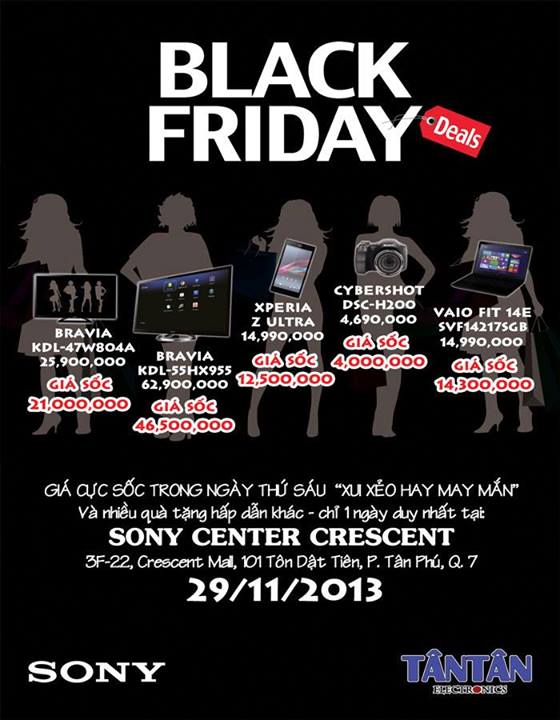 BLACK
FRIDAY
Deals
BRAVIA
KDL-47W804A
25,900,000
GIÁ SỐC
21,000,000
BRAVIA
KDL-55HX955
62,900,000
GIÁ SỐC
46,500,000
XPERIA
Z ULTRA
14,990,000
GIÁ SỐC
12,500,000
CYBERSHOT
DSC-H200
4,690,000
GIÁ SỐC
4,000,000
VAIO FIT 14E
SVF14217SGB
14,990,000
GIÁ SỐC
14,300,000
GIÁ CỰC SỐC TRONG NGÀY THỨ SÁU “XUI XẺO HAY MAY MẮN”
Và nhiều quà tặng hấp dẫn khác - chỉ 1 ngày duy nhất tại:
SONY CENTER CRESCENT
3F-22, Crescent Mall, 101 Tôn Dật Tiên, P. Tân Phú, Q. 7
29/11/2013
SONY
TÂNTÂN
ELECTRONICS